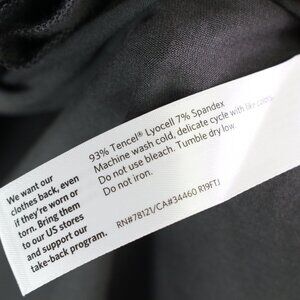 93% Tencel® Lyocell 7% Spandex
Machine wash cold, delicate cycle with like colors.
Do not use bleach. Tumble dry low.
Do not iron.
RN#78121/CA#34460 R19FTJ
We want our
clothes back, even
if they're worn or
torn. Bring them
to our US stores
and support our
take-back program.